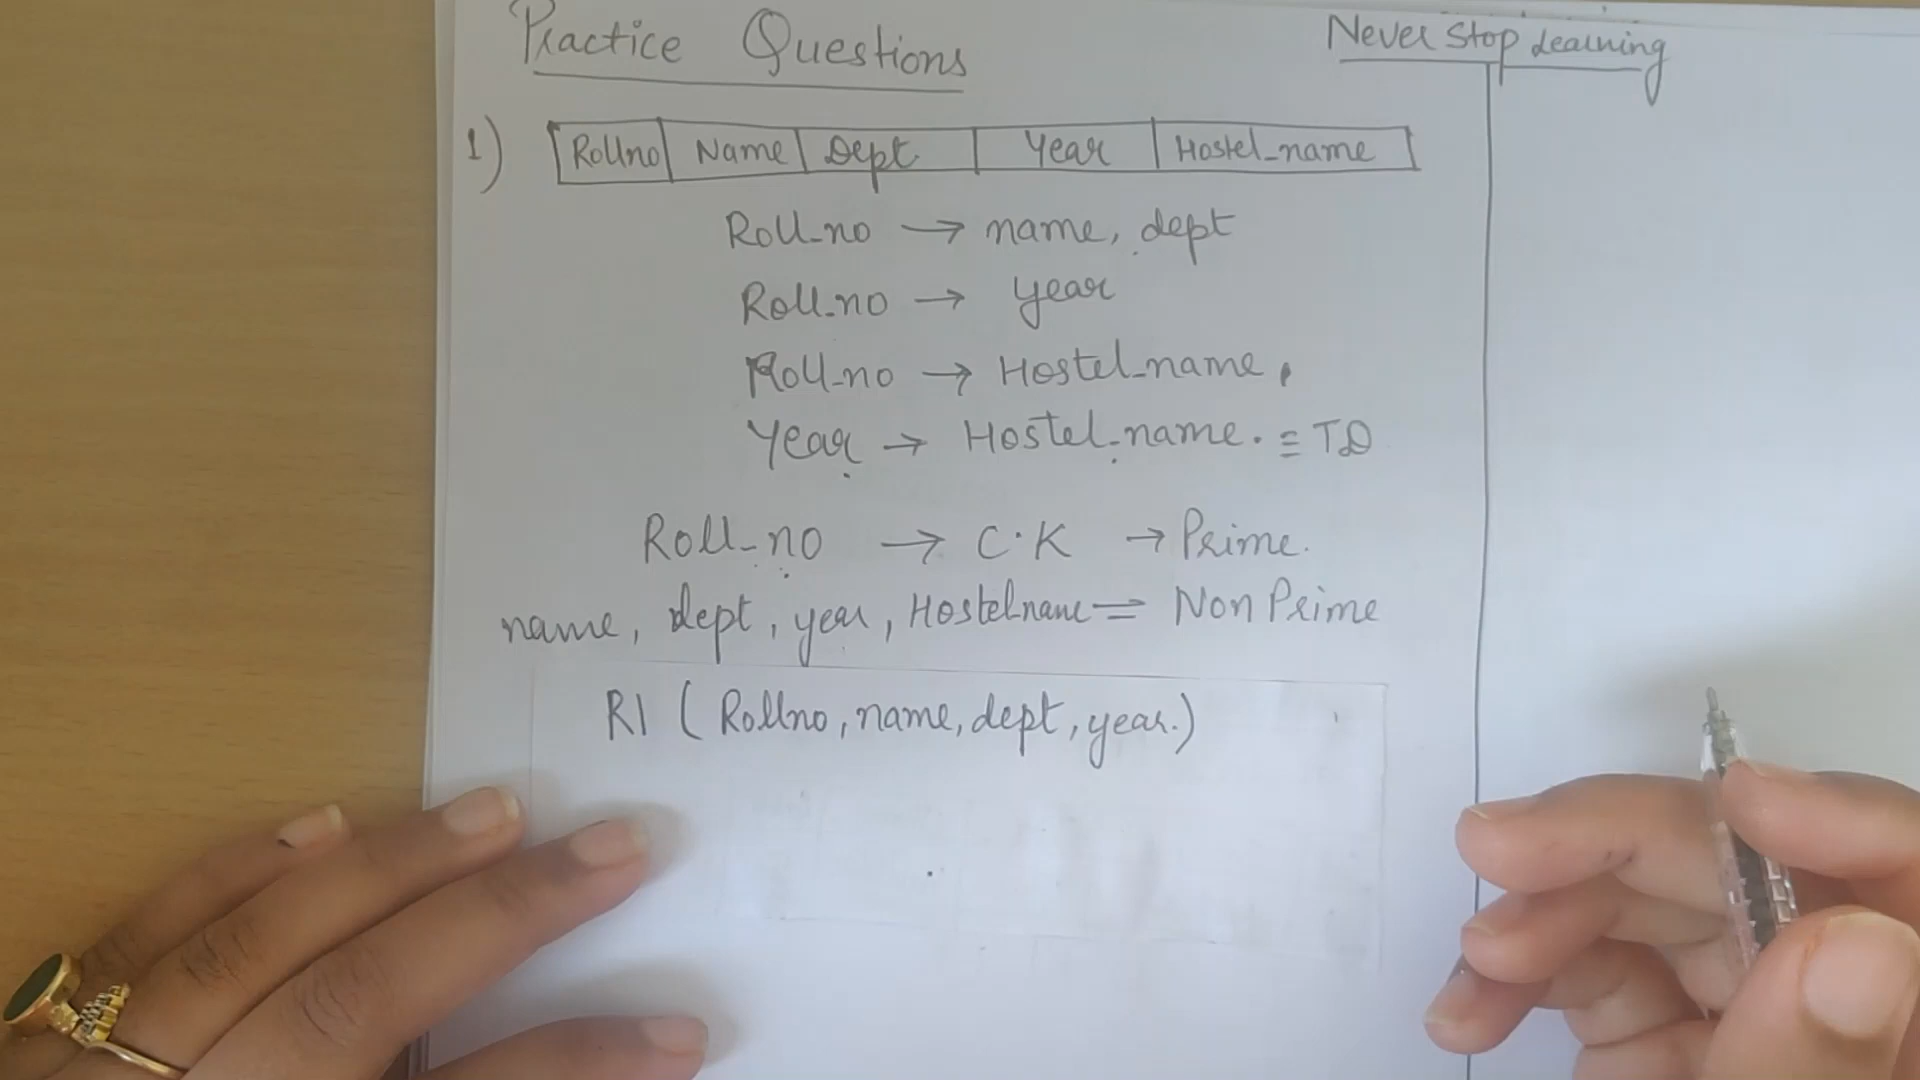 Practice Questions
Never Stop Learning
1) Rollno Name Dept Year Hostel_name
Roll_no → name, dept
Roll_no → year
Roll_no → Hostel_name.
Year → Hostel_name. ≡ TD
Roll_no → C.K → Prime.
name, dept, year, Hostelname = Non Prime
R1 (Rollno, name, dept, year.)